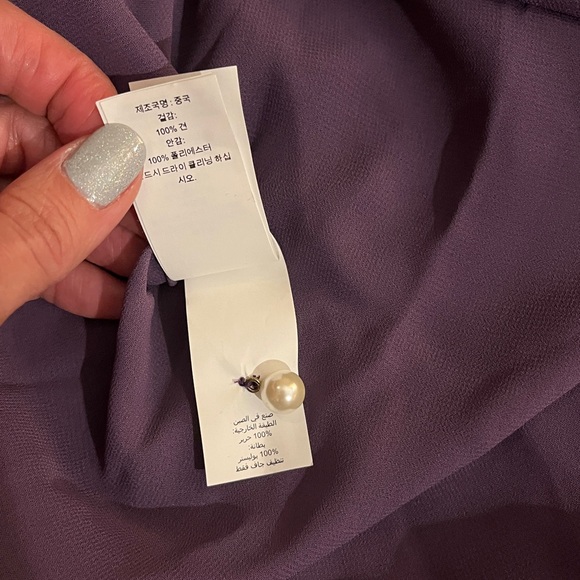 제조국명 : 중국
겉감:
100% 견
안감:
100% 폴리에스터
드시 드라이 클리닝 하십
시오.
صنع في الصين
الطبقة الخارجية:
100% حرير
بطانة:
100% بوليستر
تنظيف جاف فقط